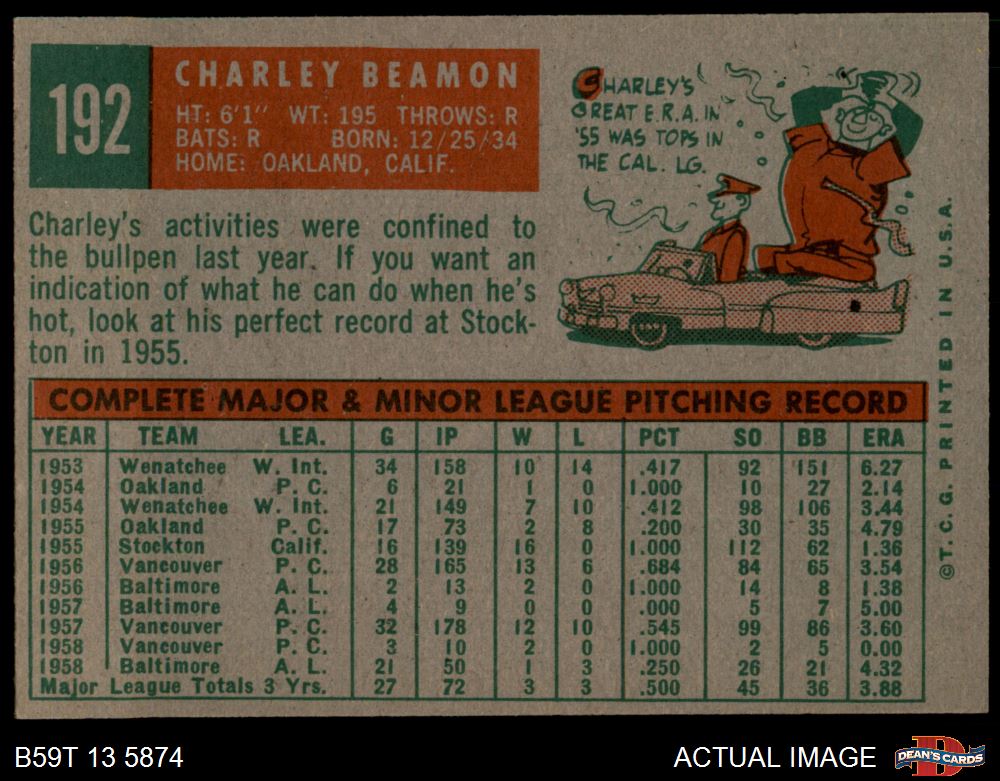 192
CHARLEY BEAMON
HT: 6'1" WT: 195 THROWS: R
BATS: R BORN: 12/25/34
HOME: OAKLAND, CALIF.
Charley's activities were confined to
the bullpen last year. If you want an
indication of what he can do when he's
hot, look at his perfect record at Stock-
ton in 1955.
CHARLEY'S
GREAT E.R.A. IN
'55 WAS TOPS IN
THE CAL. LG.
COMPLETE MAJOR & MINOR LEAGUE PITCHING RECORD
YEAR TEAM LEA. G IP W L PCT SO BB ERA
1953 Wenatchee W. Int. 34 158 10 14 .417 92 151 6.27
1954 Oakland P. C. 6 21 1 0 1.000 10 27 2.14
1954 Wenatchee W. Int. 21 149 7 10 .412 98 106 3.44
1955 Oakland P. C. 17 73 2 8 .200 30 35 4.79
1955 Stockton Calif. 16 139 16 0 1.000 112 62 1.36
1956 Vancouver P. C. 28 165 13 6 .684 84 65 3.54
1956 Baltimore A. L. 2 13 2 0 1.000 14 8 1.38
1957 Baltimore A. L. 4 9 0 0 .000 5 7 5.00
1957 Vancouver P. C. 32 178 12 10 .545 99 86 3.60
1958 Vancouver P. C. 3 10 2 0 1.000 2 5 0.00
1958 Baltimore A. L. 21 50 1 3 .250 26 21 4.32
Major League Totals 3 Yrs. 27 72 3 3 .500 45 36 3.88
©T.C.G. PRINTED IN U.S.A.
B59T 13 5874
ACTUAL IMAGE
D
DEAN'S CARDS